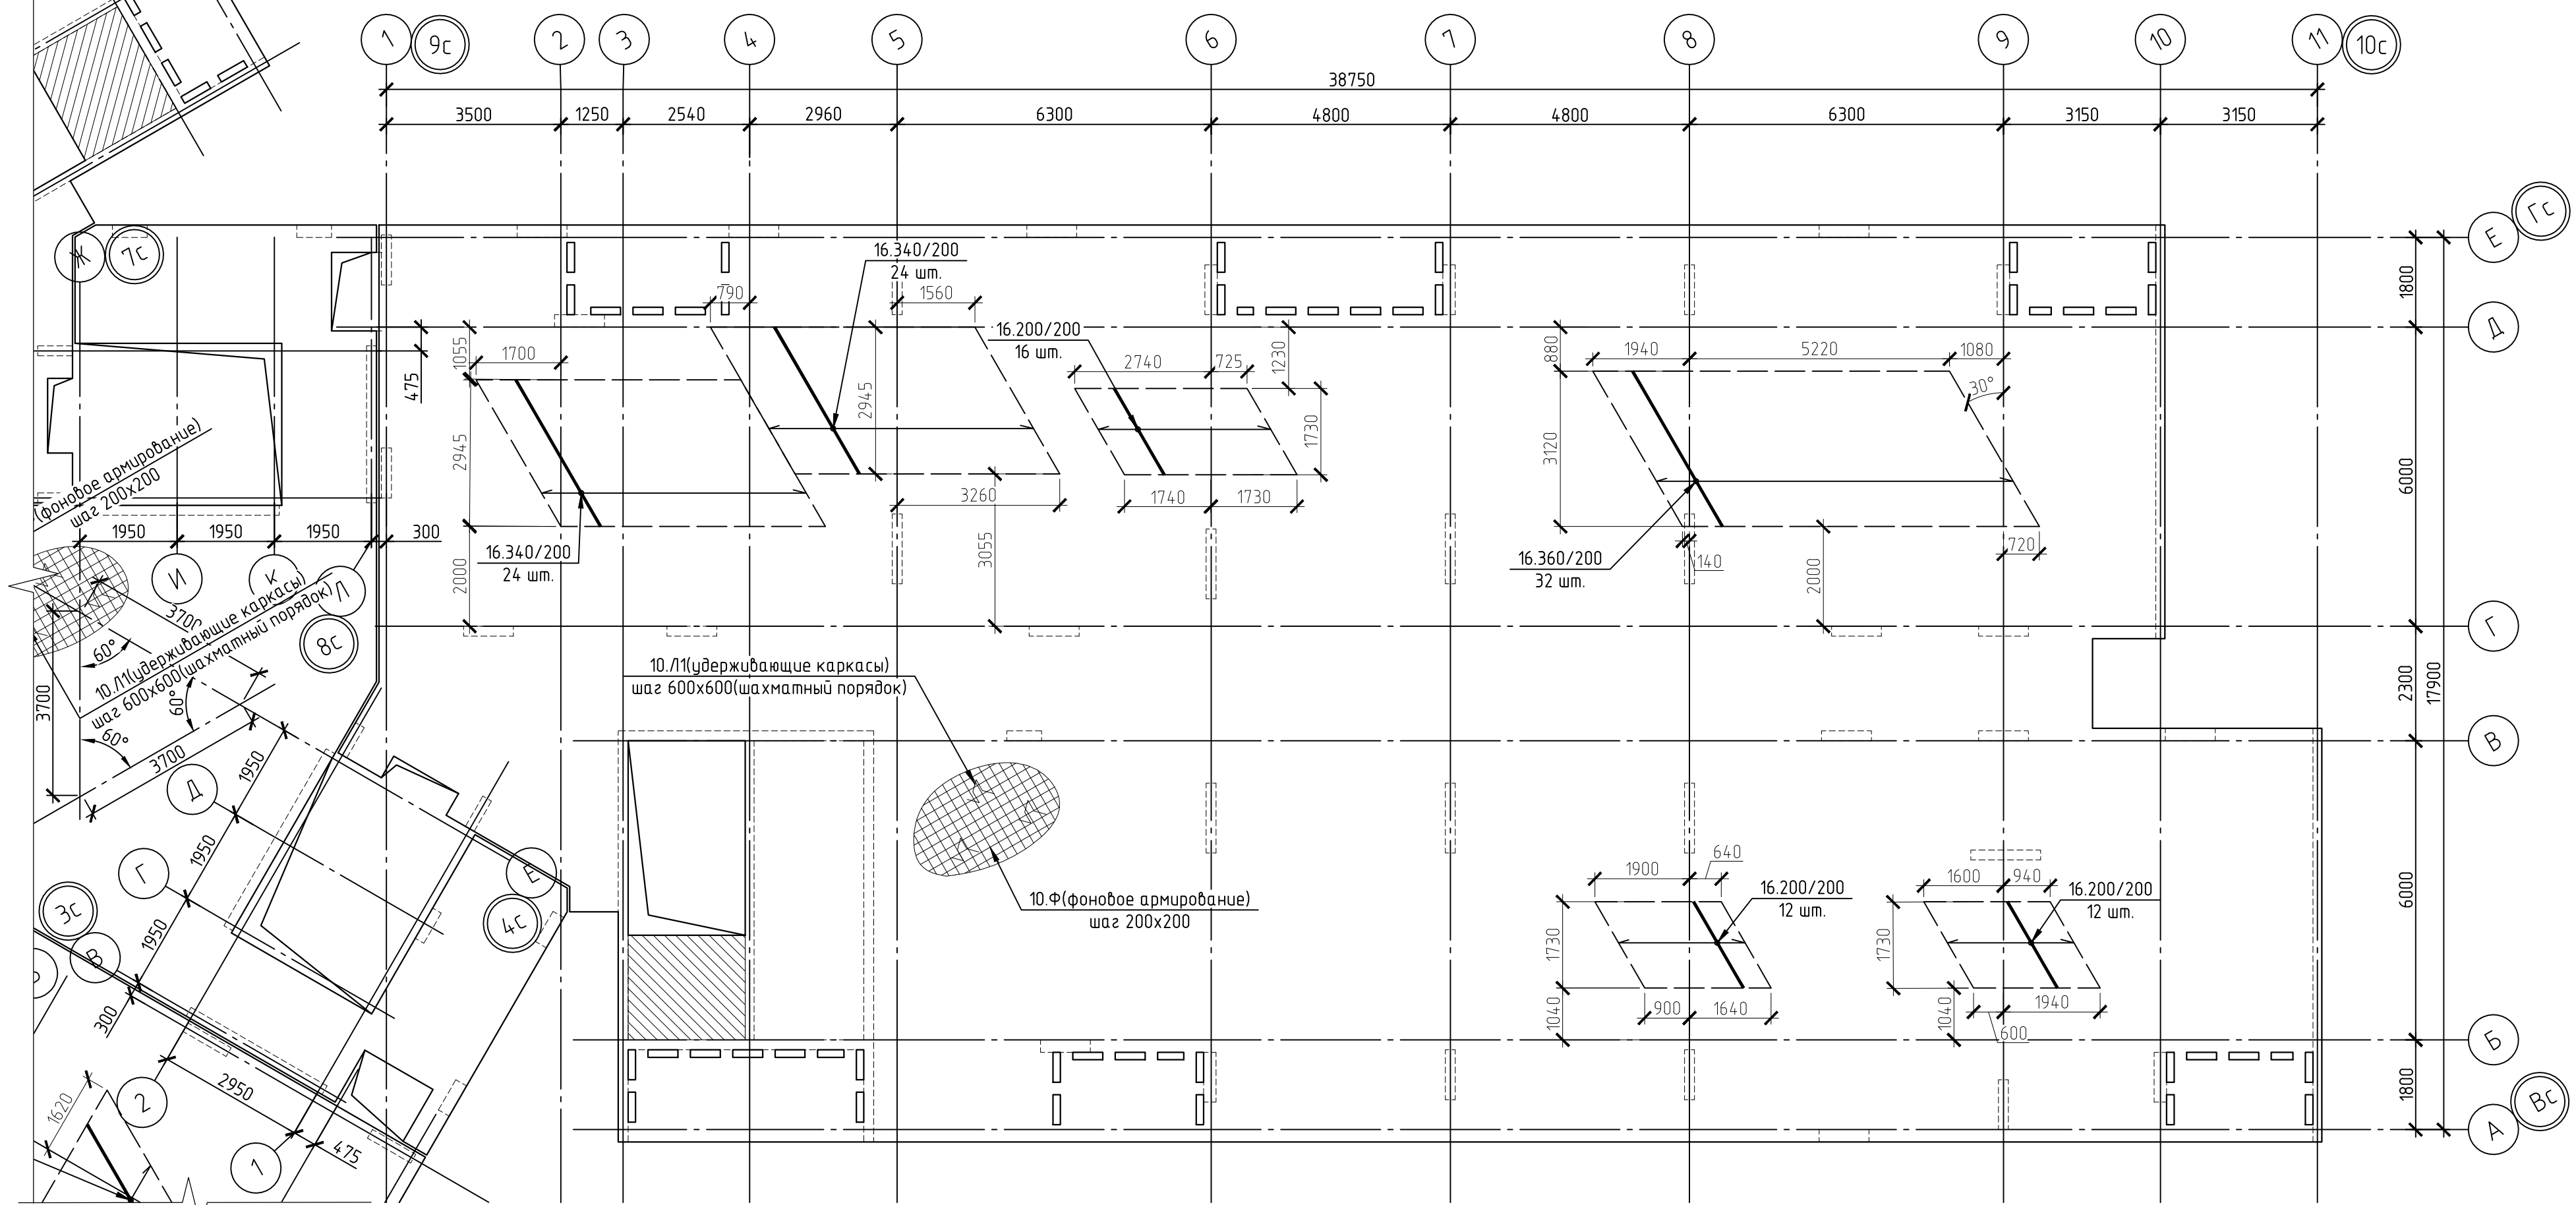 1
9с
2
3
4
5
6
7
8
9
10
11
10с
38750
3500
1250
2540
2960
6300
4800
4800
6300
3150
3150
Ж
7с
Е
Гс
16.340/200
24 шт.
790
1560
1800
Д
1055
475
1700
16.200/200
16 шт.
2740
725
1230
880
1940
5220
1080
30°
2945
2945
1730
3120
6000
(фоновое армирование)
шаг 200х200
3260
1740
1730
1950
1950
1950
300
16.340/200
24 шт.
2000
3055
16.360/200
32 шт.
140
720
2000
И
К
Л
8с
3700
3700
60°
60°
60°
3700
10.Л1(удерживающие каркасы)
шаг 600х600(шахматный порядок)
10.Л1(удерживающие каркасы)
шаг 600х600(шахматный порядок)
Г
2300
17900
В
1950
Д
1950
Г
1950
3с
В
Е
4с
10.Ф(фоновое армирование)
шаг 200х200
1900
640
16.200/200
12 шт.
1730
1040
900
1640
1600
940
16.200/200
12 шт.
1730
1040
1940
600
6000
Б
1800
Вс
А
300
2
2950
1620
1
475